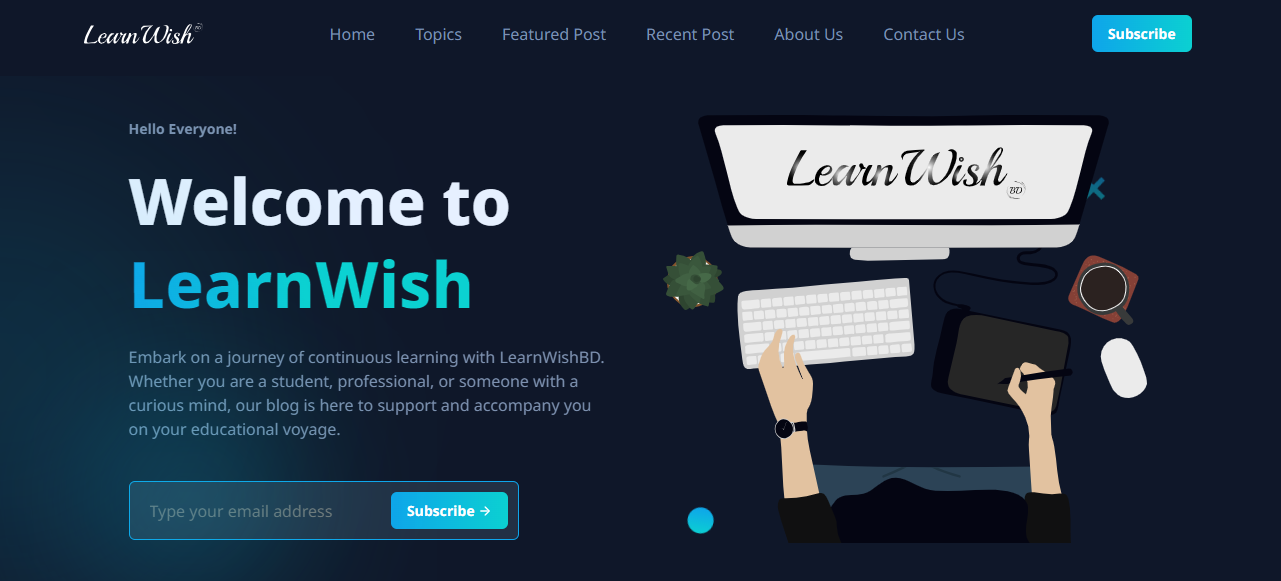 LearnWish BD
Home Topics Featured Post Recent Post About Us Contact Us
Subscribe
Hello Everyone!
Welcome to
LearnWish
Embark on a journey of continuous learning with LearnWishBD.
Whether you are a student, professional, or someone with a
curious mind, our blog is here to support and accompany you
on your educational voyage.
Type your email address
Subscribe →
LearnWish
BD